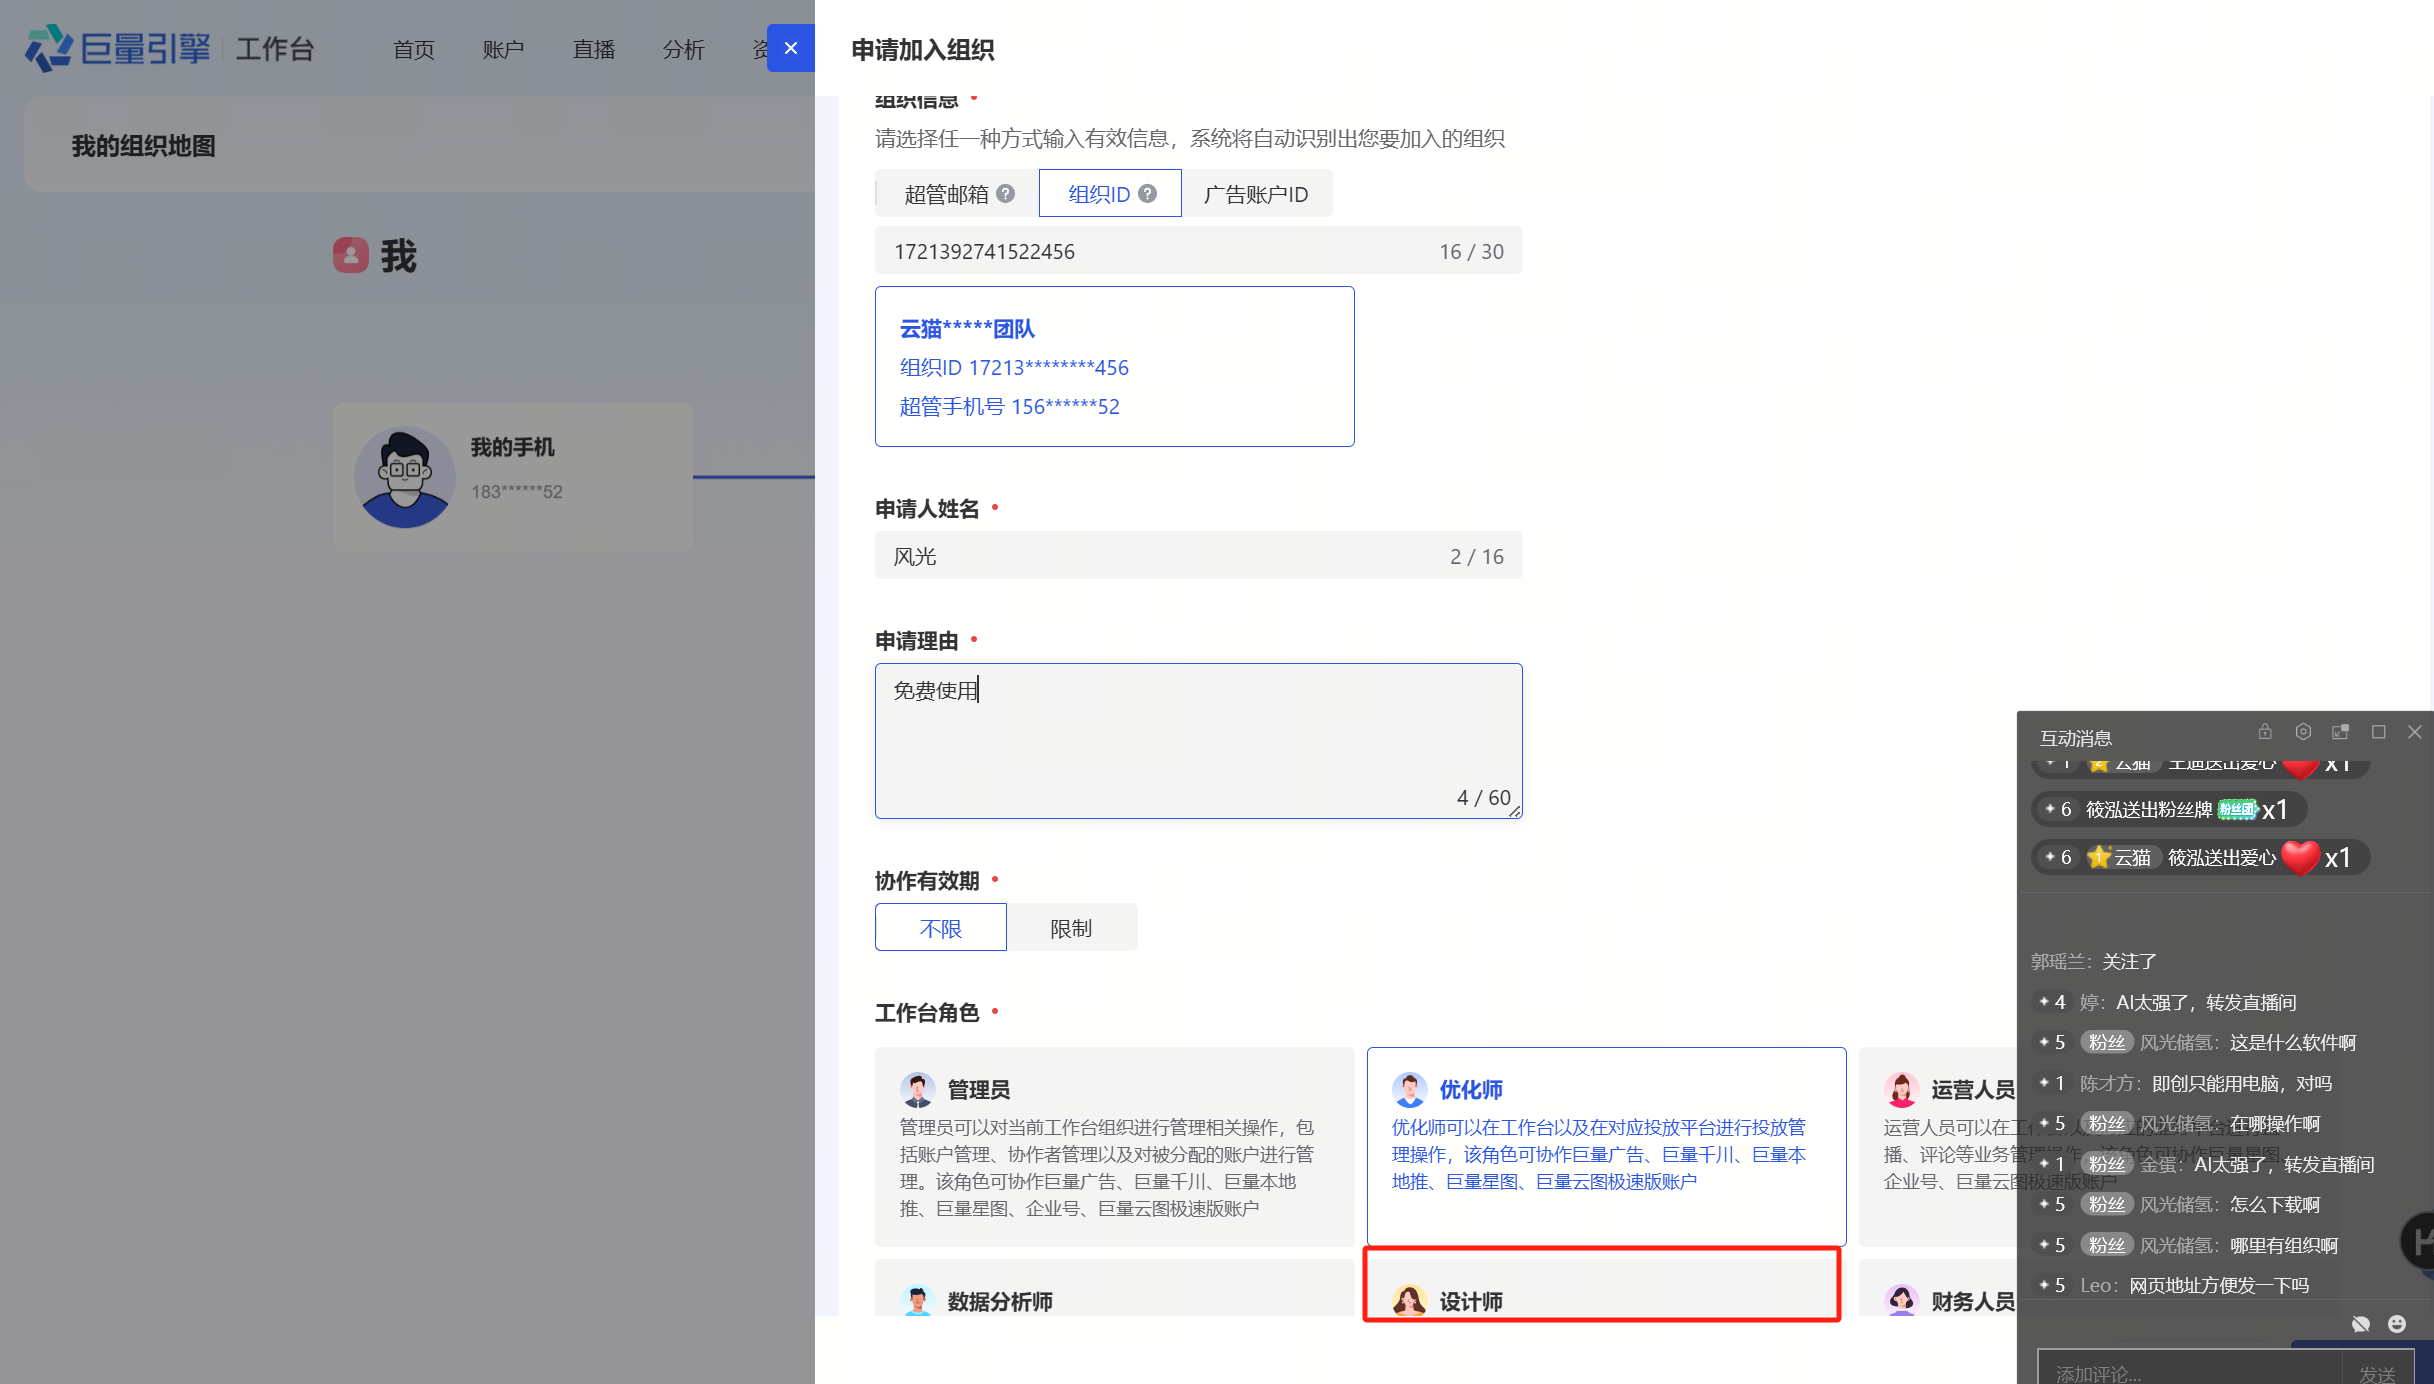 巨量引擎 工作台
首页 账户 直播 分析 资
申请加入组织
我的组织地图
我
我的手机
183******52
组织信息
请选择任一种方式输入有效信息，系统将自动识别出您要加入的组织
超管邮箱 组织ID 广告账户ID
1721392741522456 16 / 30
云猫*****团队
组织ID 17213********456
超管手机号 156******52
申请人姓名
风光 2 / 16
申请理由
免费使用
4 / 60
协作有效期
不限 限制
工作台角色
管理员
管理员可以对当前工作台组织进行管理相关操作，包
括账户管理、协作者管理以及对被分配的账户进行管
理。该角色可协作巨量广告、巨量千川、巨量本地
推、巨量星图、企业号、巨量云图极速版账户
优化师
优化师可以在工作台以及在对应投放平台进行投放管
理操作，该角色可协作巨量广告、巨量千川、巨量本
地推、巨量星图、巨量云图极速版账户
运营人员
运营人员可以在工
播、评论等业务管
企业号、巨量云图极速版账户
数据分析师
设计师
财务人员
互动消息
1 云猫 送出爱心 x1
6 筱泓送出粉丝牌 粉丝团 x1
6 云猫 筱泓送出爱心 x1
郭瑶兰：关注了
4 婷：AI太强了，转发直播间
5 粉丝 风光储氢：这是什么软件啊
1 陈才方：即创只能用电脑，对吗
5 粉丝 风光储氢：在哪操作啊
1 粉丝 金蛋：AI太强了，转发直播间
5 粉丝 风光储氢：怎么下载啊
5 粉丝 风光储氢：哪里有组织啊
5 Leo：网页地址方便发一下吗
添加评论... 发送